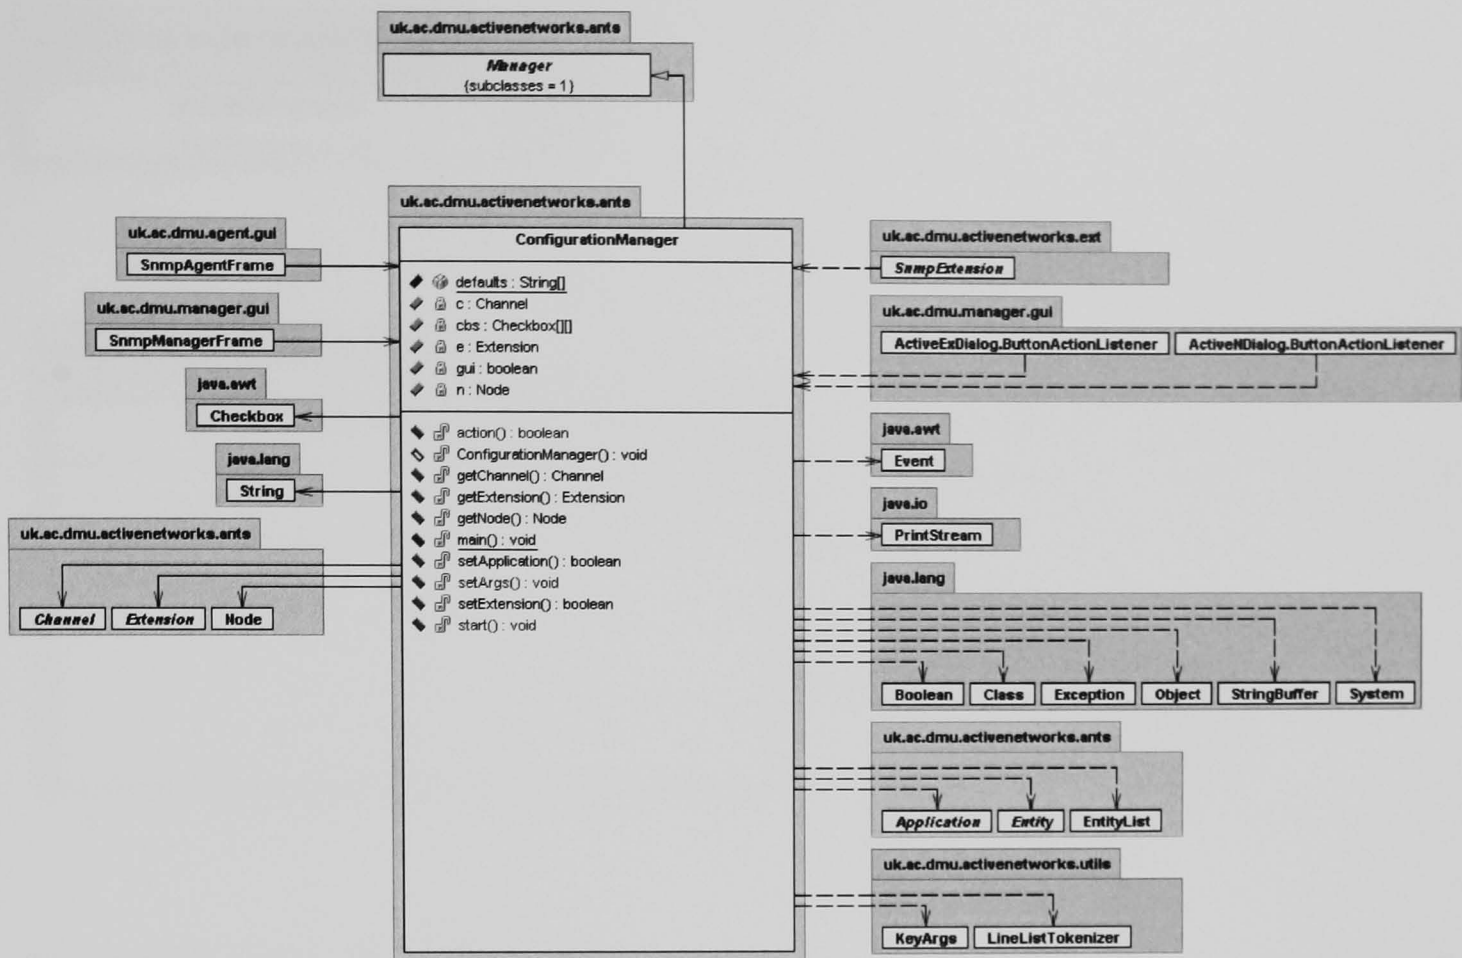 uk.ac.dmu.activenetworks.ants
Manager
{subclasses = 1}
uk.ac.dmu.activenetworks.ants
ConfigurationManager
defaults : String[]
c : Channel
cbs : Checkbox[][]
e : Extension
gui : boolean
n : Node
action() : boolean
ConfigurationManager() : void
getChannel() : Channel
getExtension() : Extension
getNode() : Node
main() : void
setApplication() : boolean
setArgs() : void
setExtension() : boolean
start() : void
uk.ac.dmu.agent.gui
SnmpAgentFrame
uk.ac.dmu.manager.gui
SnmpManagerFrame
java.awt
Checkbox
java.lang
String
uk.ac.dmu.activenetworks.ants
Channel Extension Node
uk.ac.dmu.activenetworks.ext
SnmpExtension
uk.ac.dmu.manager.gui
ActiveExDialog.ButtonActionListener ActiveNDialog.ButtonActionListener
java.awt
Event
java.io
PrintStream
java.lang
Boolean Class Exception Object StringBuffer System
uk.ac.dmu.activenetworks.ants
Application Entity EntityList
uk.ac.dmu.activenetworks.utils
KeyArgs LineListTokenizer